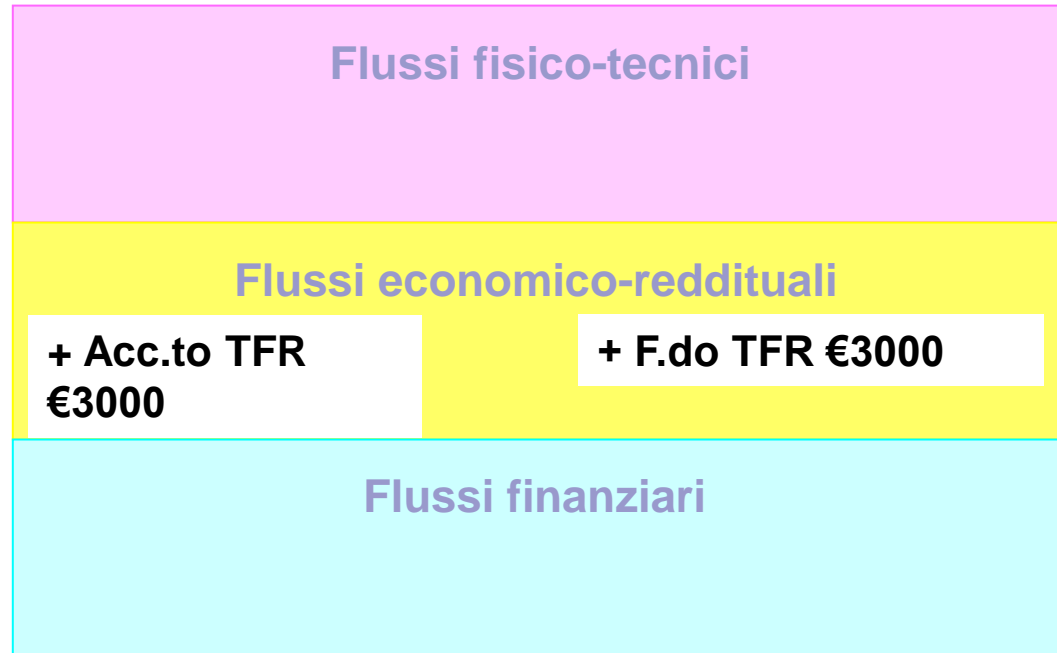 Flussi fisico-tecnici
Flussi economico-reddituali
+ Acc.to TFR
€3000
+ F.do TFR €3000
Flussi finanziari